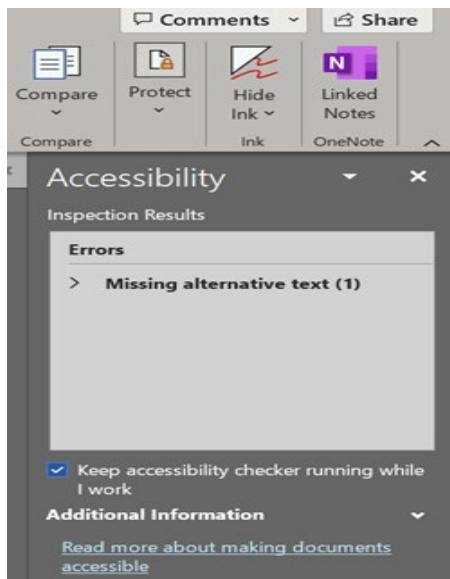 Comments Share
N
Compare Protect Hide Linked
Ink Notes
Compare Ink OneNote
Accessibility
Inspection Results
Errors
Missing alternative text (1)
Keep accessibility checker running while
I work
Additional Information
Read more about making documents
accessible